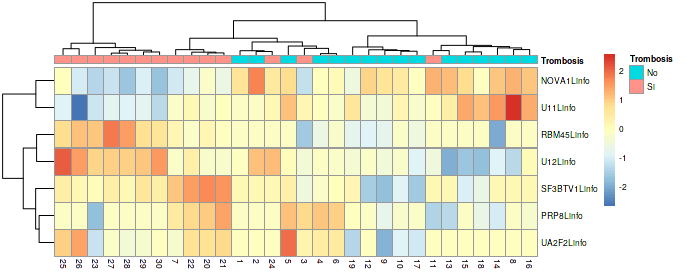 Trombosis
NOVA1Linfo
U11Linfo
RBM45Linfo
U12Linfo
SF3BTV1Linfo
PRP8Linfo
UA2F2Linfo
25 26 23 27 28 29 30 7 22 20 21 1 2 24 5 3 4 6 19 12 9 10 17 11 13 15 18 14 8 16
2
1
0
-1
-2
Trombosis
No
SI